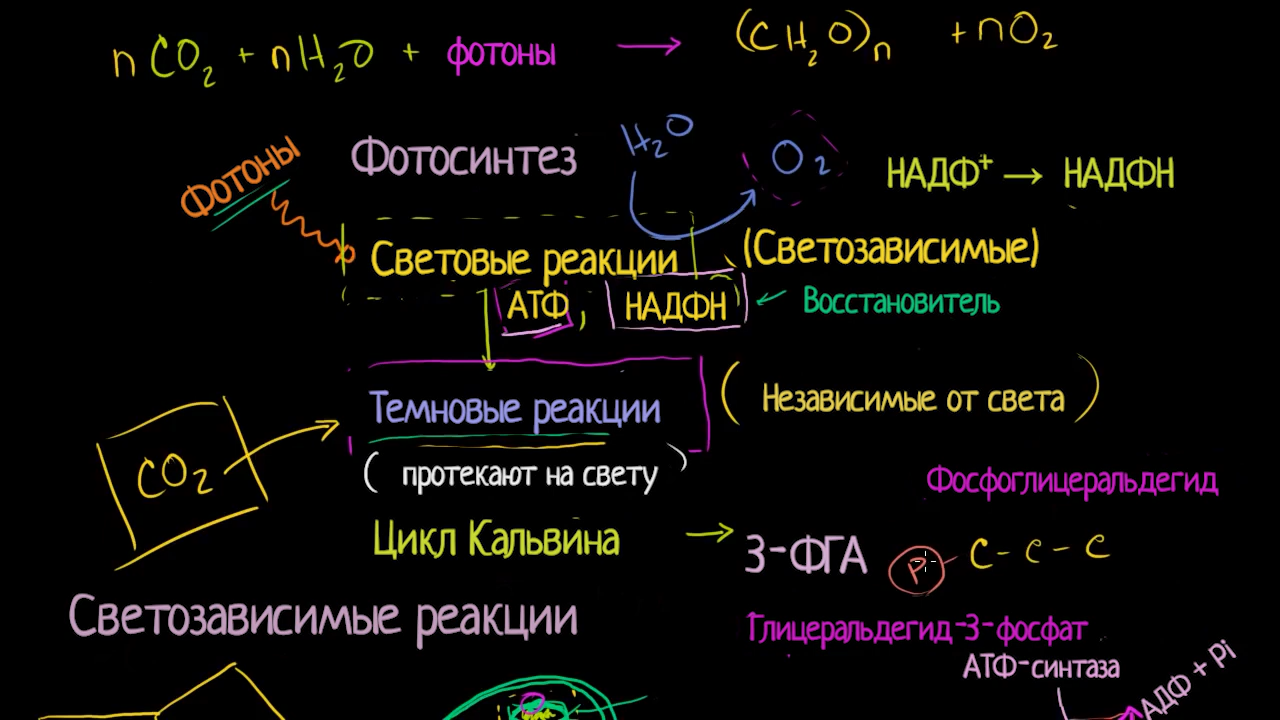 nCO₂ + nH₂O + фотоны → (CH₂O)n + nO₂
Фотоны
Фотосинтез
H₂O
O₂
НАДФ⁺ → НАДФН
Световые реакции
(Светозависимые)
АТФ, НАДФН
Восстановитель
Темновые реакции
(Независимые от света)
CO₂
(протекают на свету)
Фосфоглицеральдегид
Цикл Кальвина → 3-ФГА
P - C - C - C
Светозависимые реакции
Глицеральдегид-3-фосфат
АТФ-синтаза
АДФ + Pi